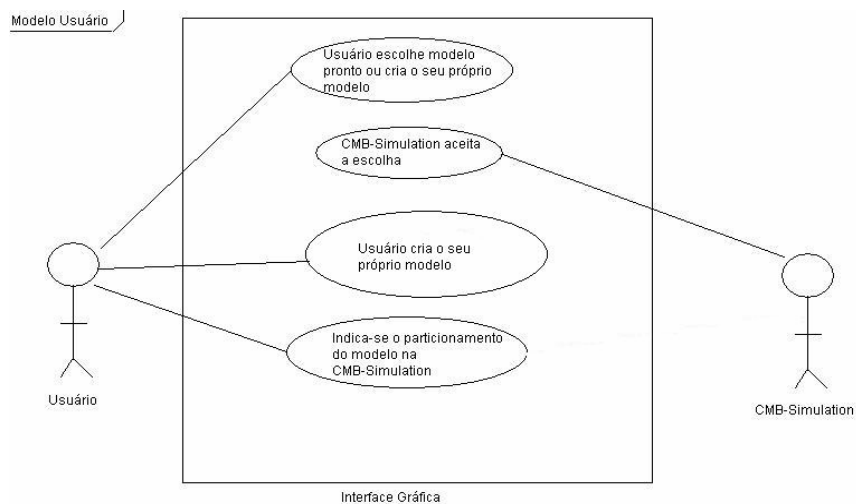 Modelo Usuário
Usuário escolhe modelo
pronto ou cria o seu próprio
modelo
CMB-Simulation aceita
a escolha
Usuário cria o seu
próprio modelo
Indica-se o particionamento
do modelo na
CMB-Simulation
Usuário
CMB-Simulation
Interface Gráfica